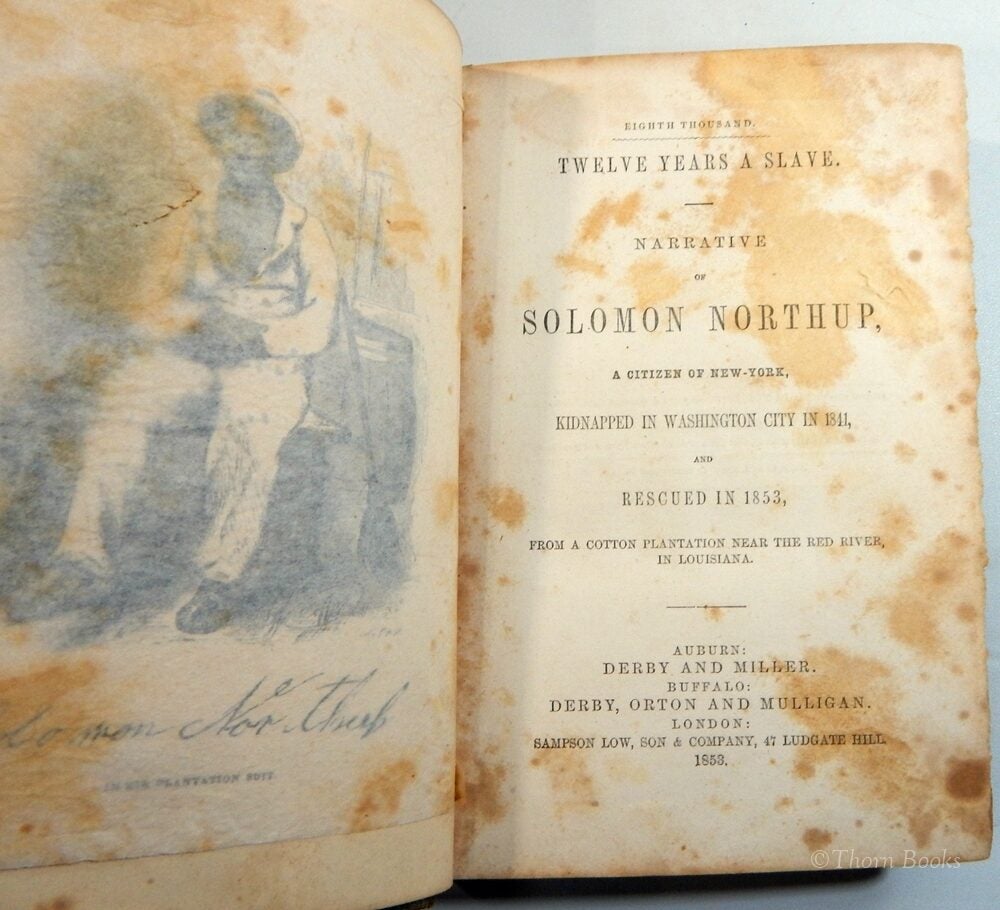 Solomon Northup
IN HIS PLANTATION SUIT
EIGHTH THOUSAND.
TWELVE YEARS A SLAVE.
NARRATIVE
OF
SOLOMON NORTHUP,
A CITIZEN OF NEW-YORK,
KIDNAPPED IN WASHINGTON CITY IN 1841,
AND
RESCUED IN 1853,
FROM A COTTON PLANTATION NEAR THE RED RIVER,
IN LOUISIANA.
AUBURN:
DERBY AND MILLER.
BUFFALO:
DERBY, ORTON AND MULLIGAN.
LONDON:
SAMPSON LOW, SON & COMPANY, 47 LUDGATE HILL.
1853.
©Thorn Books